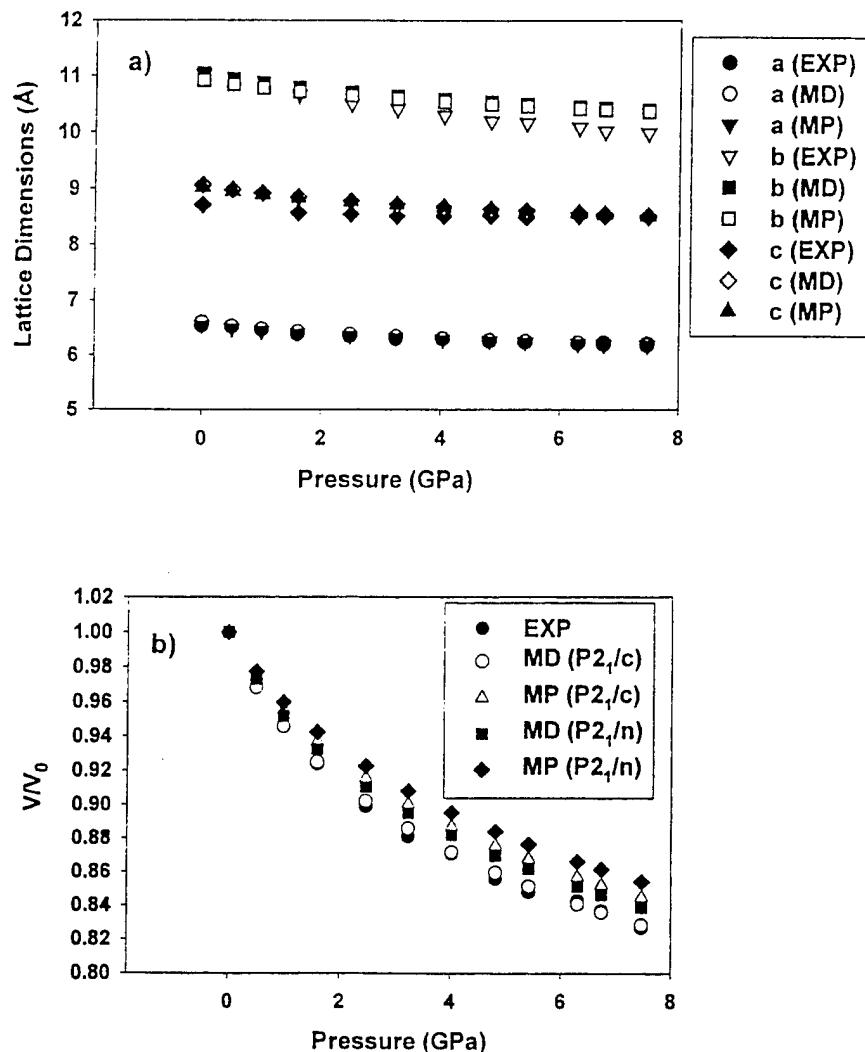 12
11
10
9
8
7
6
5
a)
Lattice Dimensions (Å)
0 2 4 6 8
Pressure (GPa)
a (EXP)
a (MD)
a (MP)
b (EXP)
b (MD)
b (MP)
c (EXP)
c (MD)
c (MP)
1.02
1.00
0.98
0.96
0.94
0.92
0.90
0.88
0.86
0.84
0.82
0.80
b)
V/V₀
EXP
MD (P2₁/c)
MP (P2₁/c)
MD (P2₁/n)
MP (P2₁/n)
0 2 4 6 8
Pressure (GPa)